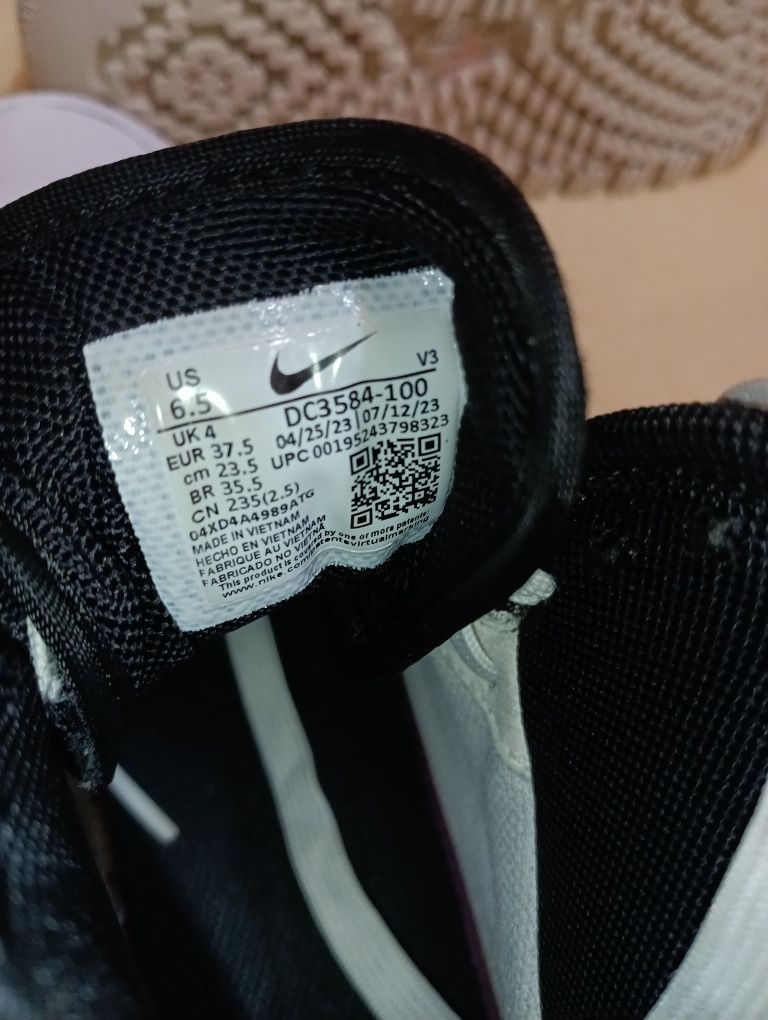 US
6.5
V3
DC3584-100
UK 4
04/25/23 07/12/23
EUR 37.5
UPC 00195243798323
cm 23.5
BR 35.5
CN 235(2.5)
04XD4A4989ATG
MADE IN VIETNAM
HECHO EN VIETNAM
FABRIQUE AU VIETNAM
FABRICADO NO VIETNÃ
This product is covered by one or more patents.
www.nike.com/patentsvirtualmarking